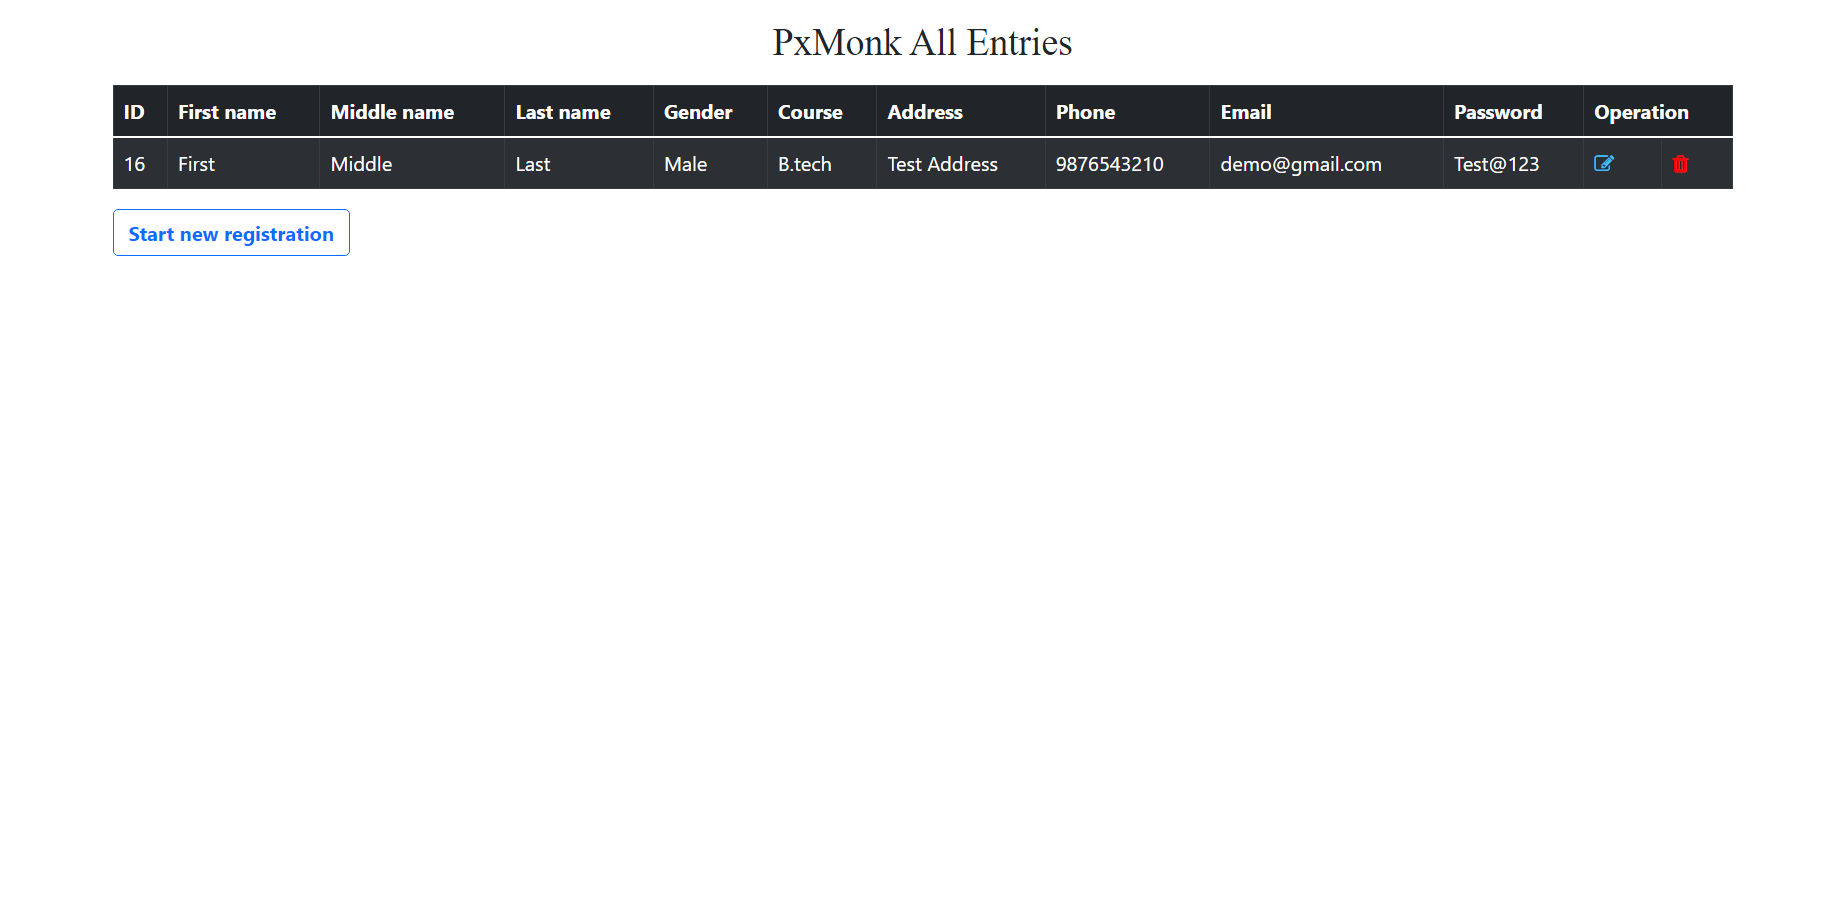 PxMonk All Entries
ID First name Middle name Last name Gender Course Address Phone Email Password Operation
16 First Middle Last Male B.tech Test Address 9876543210 demo@gmail.com Test@123
Start new registration